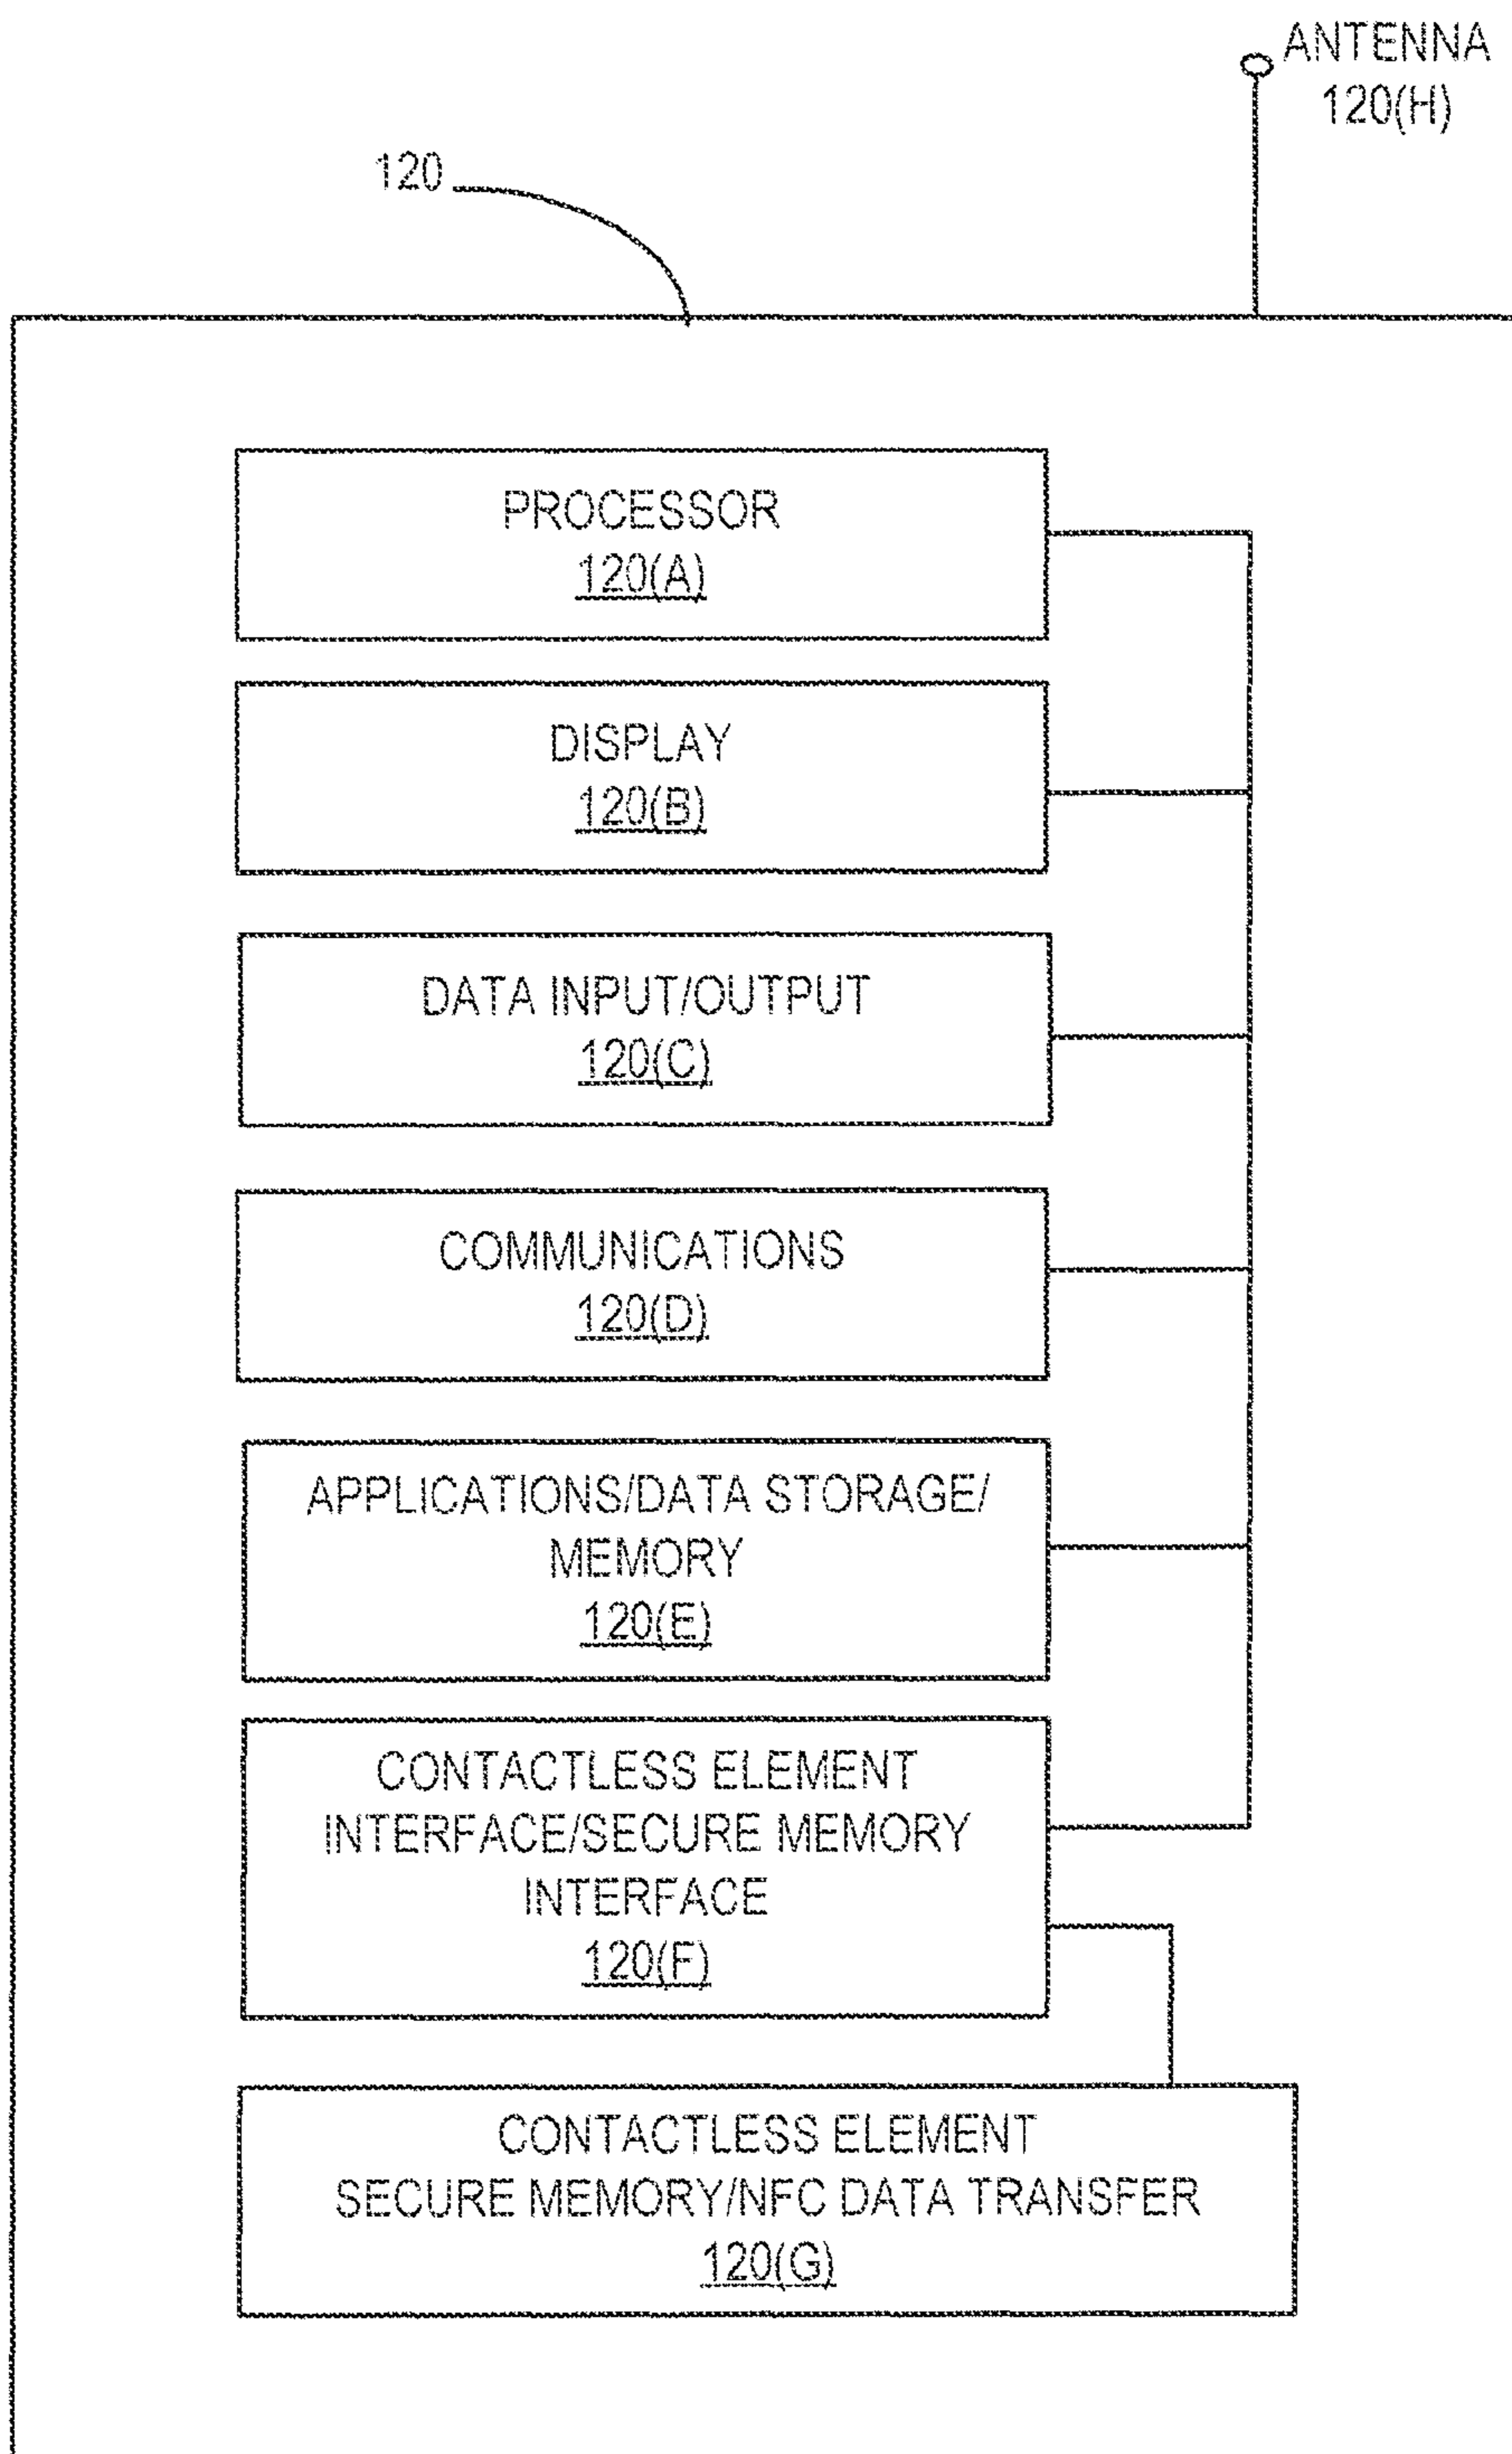 ANTENNA
120(H)
120
PROCESSOR
120(A)
DISPLAY
120(B)
DATA INPUT/OUTPUT
120(C)
COMMUNICATIONS
120(D)
APPLICATIONS/DATA STORAGE/
MEMORY
120(E)
CONTACTLESS ELEMENT
INTERFACE/SECURE MEMORY
INTERFACE
120(F)
CONTACTLESS ELEMENT
SECURE MEMORY/NFC DATA TRANSFER
120(G)